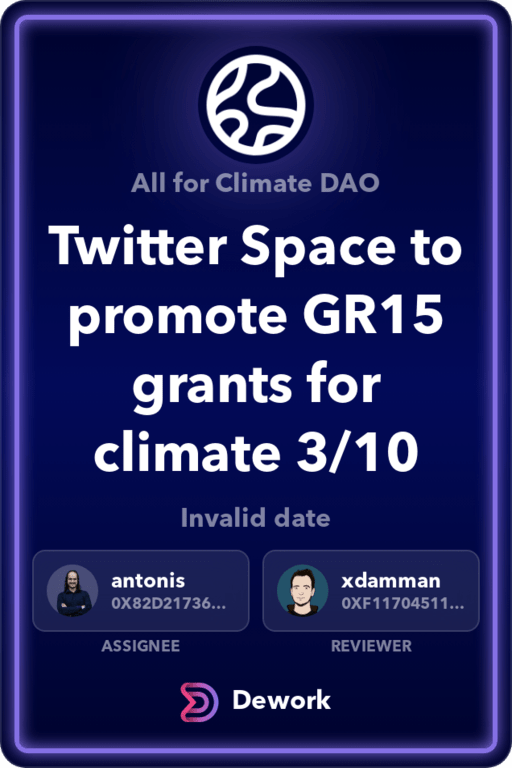 All for Climate DAO
Twitter Space to
promote GR15
grants for
climate 3/10
Invalid date
antonis
0X82D21736...
xdamman
0XF11704511...
ASSIGNEE
REVIEWER
Dework